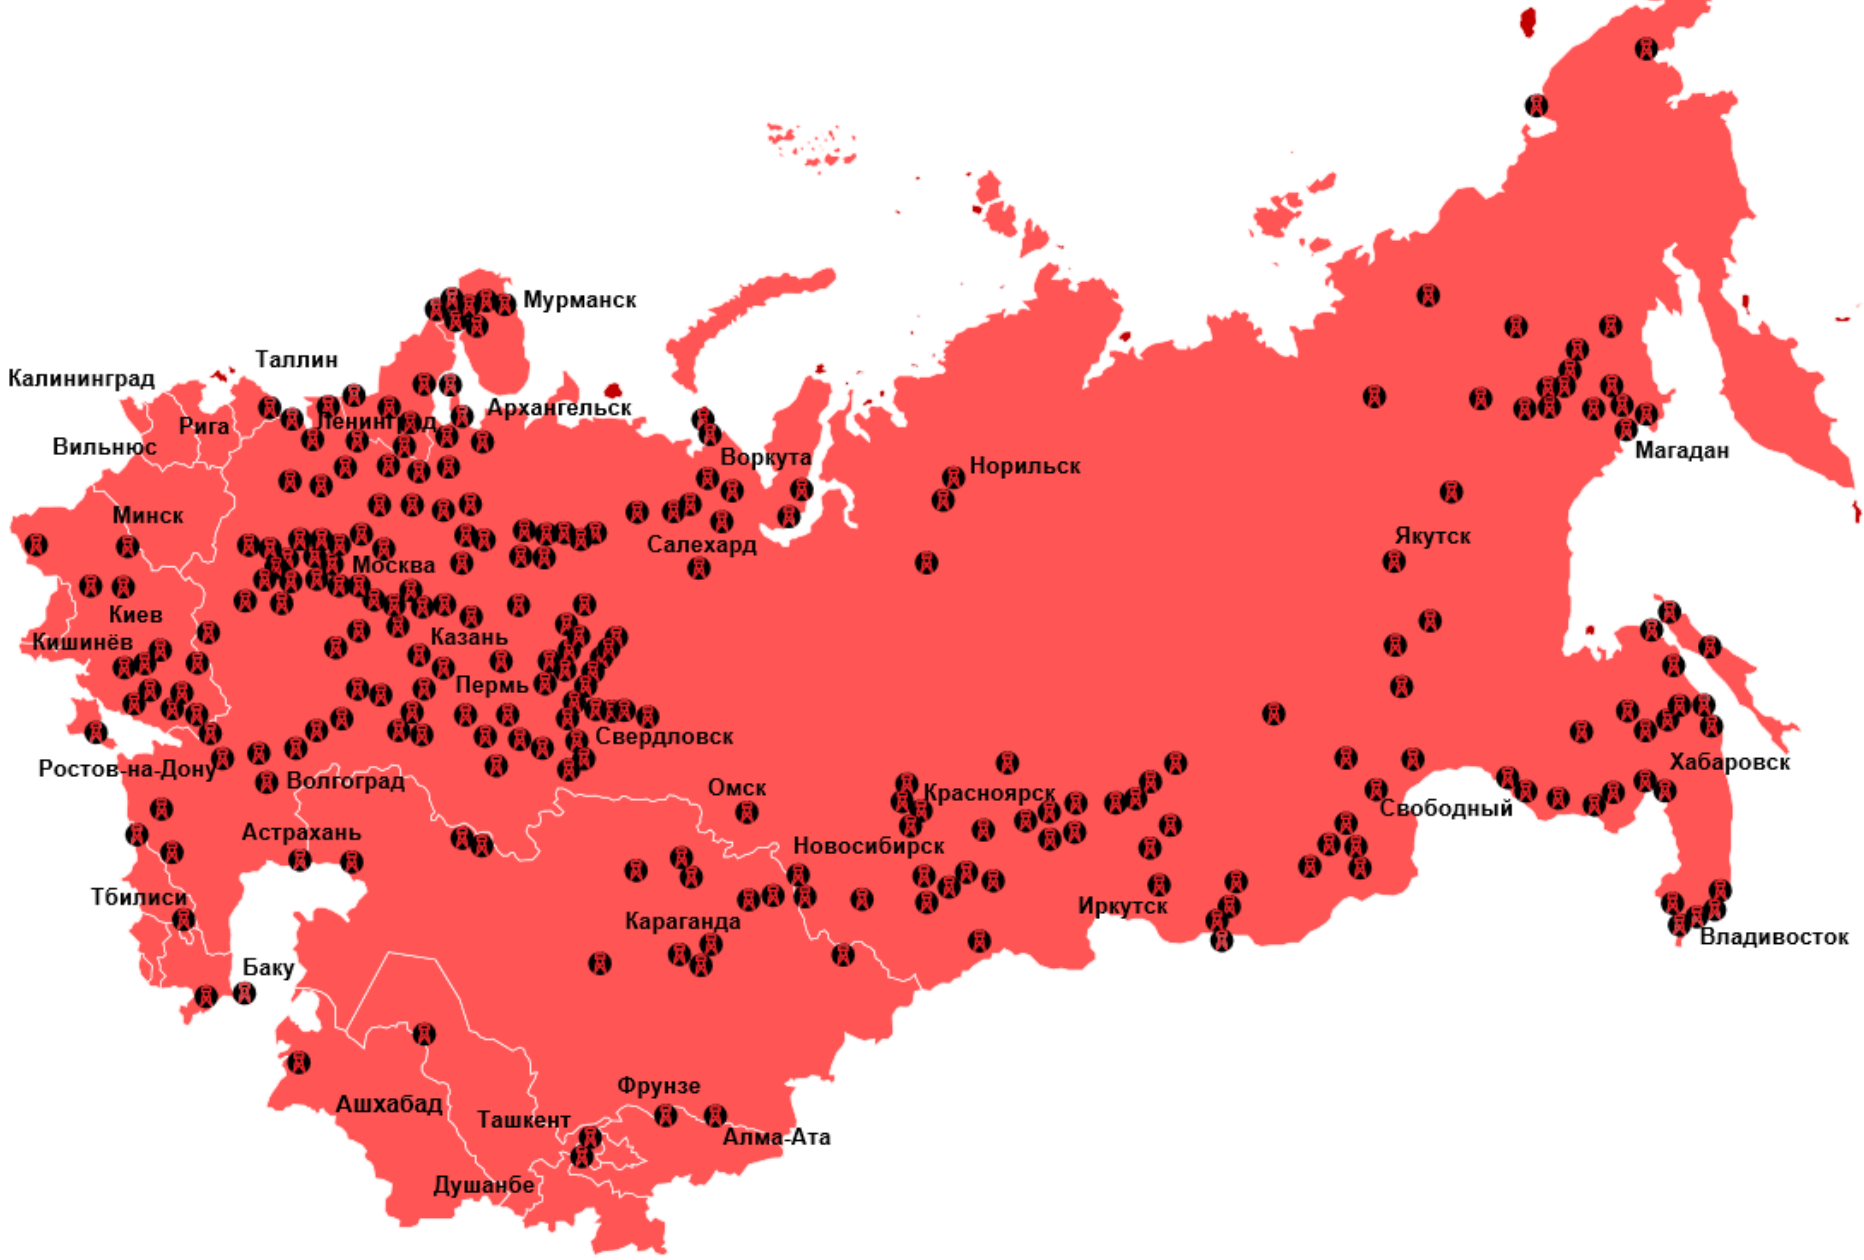 Мурманск
Таллин
Калининград
Архангельск
Ленинград
Рига
Вильнюс
Воркута
Норильск
Магадан
Минск
Якутск
Салехард
Москва
Киев
Казань
Кишинёв
Пермь
Свердловск
Хабаровск
Ростов-на-Дону
Волгоград
Омск
Красноярск
Свободный
Астрахань
Новосибирск
Тбилиси
Иркутск
Караганда
Владивосток
Баку
Фрунзе
Ашхабад
Ташкент
Алма-Ата
Душанбе